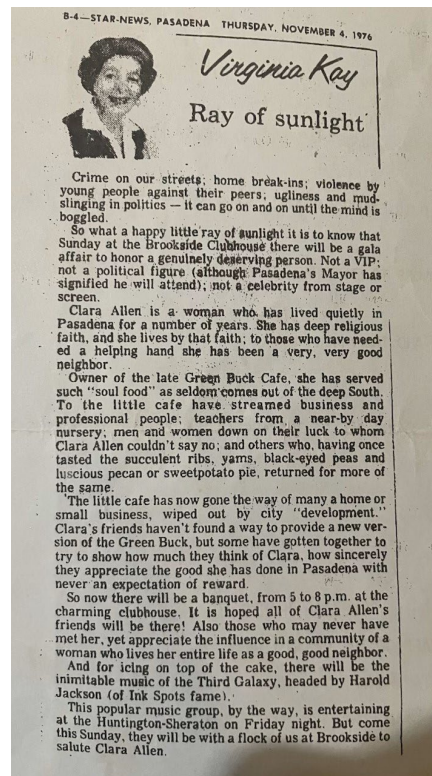 B-4—STAR-NEWS, PASADENA THURSDAY, NOVEMBER 4, 1976
Virginia Kay
Ray of sunlight
Crime on our streets; home break-ins; violence by
young people against their peers; ugliness and mud-
slinging in politics — it can go on and on until the mind is
boggled.
So what a happy little ray of sunlight it is to know that
Sunday at the Brookside Clubhouse there will be a gala
affair to honor a genuinely deserving person. Not a VIP;
not a political figure (although Pasadena's Mayor has
signified he will attend); not a celebrity from stage or
screen.
Clara Allen is a woman who has lived quietly in
Pasadena for a number of years. She has deep religious
faith, and she lives by that faith; to those who have need-
ed a helping hand she has been a very, very good
neighbor.
Owner of the late Green Buck Cafe, she has served
such "soul food" as seldom comes out of the deep South.
To the little cafe have streamed business and
professional people; teachers from a near-by day
nursery; men and women down on their luck to whom
Clara Allen couldn't say no; and others who, having once
tasted the succulent ribs, yams, black-eyed peas and
luscious pecan or sweetpotato pie, returned for more of
the same.
The little cafe has now gone the way of many a home or
small business, wiped out by city "development."
Clara's friends haven't found a way to provide a new ver-
sion of the Green Buck, but some have gotten together to
try to show how much they think of Clara, how sincerely
they appreciate the good she has done in Pasadena with
never an expectation of reward.
So now there will be a banquet, from 5 to 8 p.m. at the
charming clubhouse. It is hoped all of Clara Allen's
friends will be there! Also those who may never have
met her, yet appreciate the influence in a community of a
woman who lives her entire life as a good, good neighbor.
And for icing on top of the cake, there will be the
inimitable music of the Third Galaxy, headed by Harold
Jackson (of Ink Spots fame).
This popular music group, by the way, is entertaining
at the Huntington-Sheraton on Friday night. But come
this Sunday, they will be with a flock of us at Brookside to
salute Clara Allen.